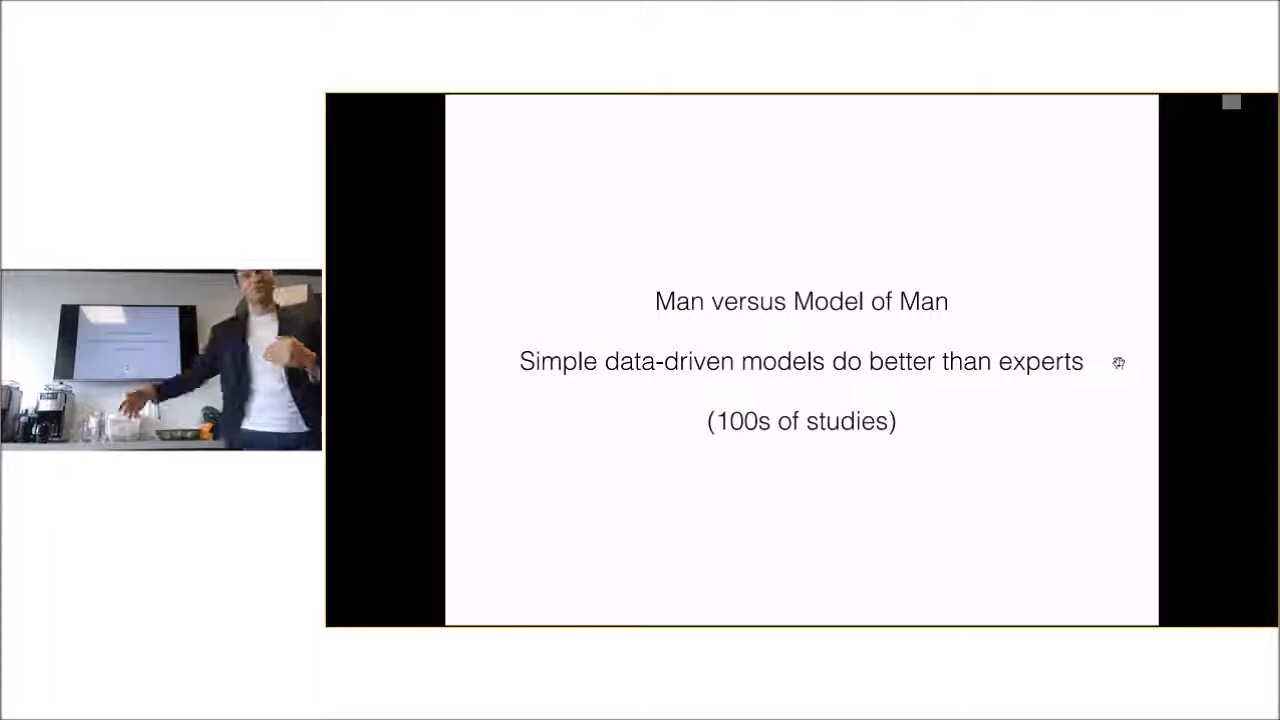 Man versus Model of Man
Simple data-driven models do better than experts
(100s of studies)